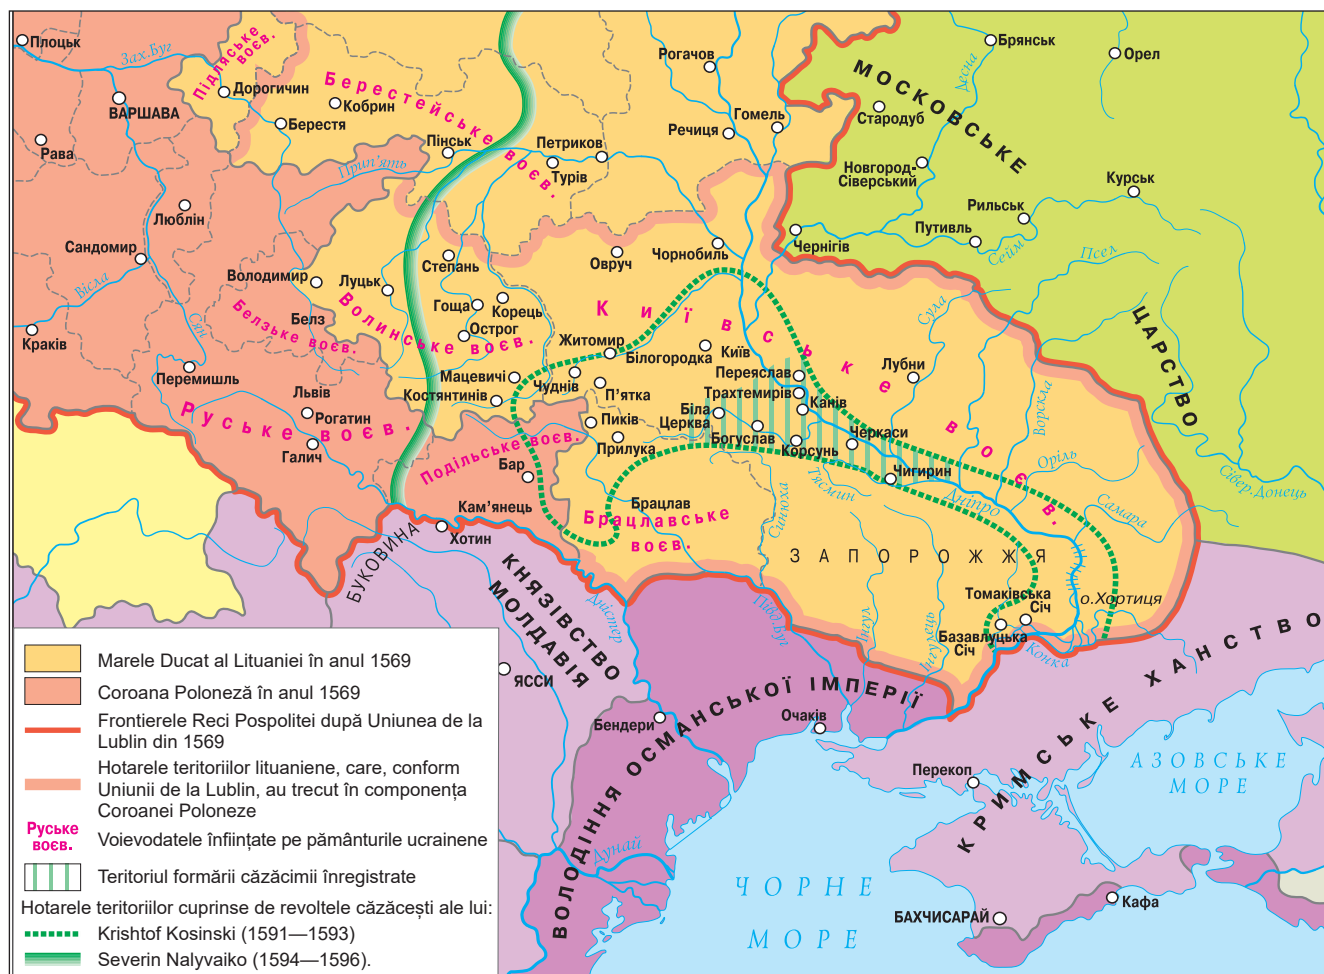 Плоцьк
Зах.Буг
Підляське
воєв.
ВАРШАВА
Дорогичин
Кобрин
Берестя
Берестейське воєв.
Рава
Пінськ
Прип'ять
Петриков
Турів
Рогачов
Речиця
Гомель
Брянськ
Орел
Десна
МОСКОВСЬКЕ
ЦАРСТВО
Стародуб
Новгород-
Сіверський
Курськ
Рильськ
Путивль
Сейм
Псел
Чернігів
Люблін
Сандомир
Вісла
Сян
Краків
Володимир
Луцьк
Степань
Гоща
Корець
Острог
Волинське воєв.
Белз
Белзьке воєв.
Овруч
Чорнобиль
Київське воєв.
Житомир
Білогородка
Київ
Сула
Лубни
Ворскла
Перемишль
Львів
Рогатин
Руське воєв.
Галич
Мацевичі
Костянтинів
Чуднів
П'ятка
Пиків
Прилука
Переяслав
Трахтемирів
Канів
Біла
Церква
Богуслав
Корсунь
Черкаси
Чигирин
Оріль
Сівер.Донець
Самара
Подільське воєв.
Бар
Кам'янець
Хотин
Брацлав
Брацлавське
воєв.
Синюха
Тясмин
Дніпро
ЗАПОРОЖЖЯ
Томаківська
Січ
о.Хортиця
Базавлуцька
Січ
Конка
Інгул
Інгулець
Півд.Буг
Дністер
БУКОВИНА
КНЯЗІВСТВО
МОЛДАВІЯ
ЯССИ
Бендери
ВОЛОДІННЯ ОСМАНСЬКОЇ ІМПЕРІЇ
Очаків
Перекоп
КРИМСЬКЕ ХАНСТВО
АЗОВСЬКЕ
МОРЕ
Дунай
ЧОРНЕ
МОРЕ
БАХЧИСАРАЙ
Кафа
Marele Ducat al Lituaniei în anul 1569
Coroana Poloneză în anul 1569
Frontierele Reci Pospolitei după Uniunea de la
Lublin din 1569
Hotarele teritoriilor lituaniene, care, conform
Uniunii de la Lublin, au trecut în componența
Coroanei Poloneze
Руське
воєв.
Voievodatele înființate pe pământurile ucrainene
Teritoriul formării căzăcimii înregistrate
Hotarele teritoriilor cuprinse de revoltele căzăcești ale lui:
Krishtof Kosinski (1591—1593)
Severin Nalyvaiko (1594—1596).